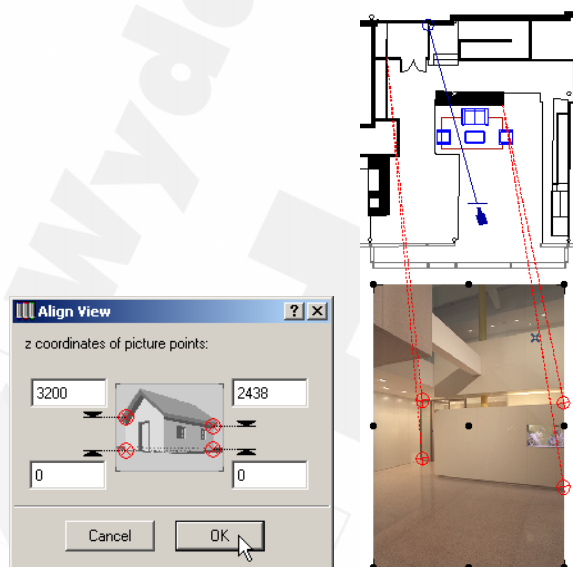 Align View
z coordinates of picture points:
3200
2438
0
0
Cancel
OK